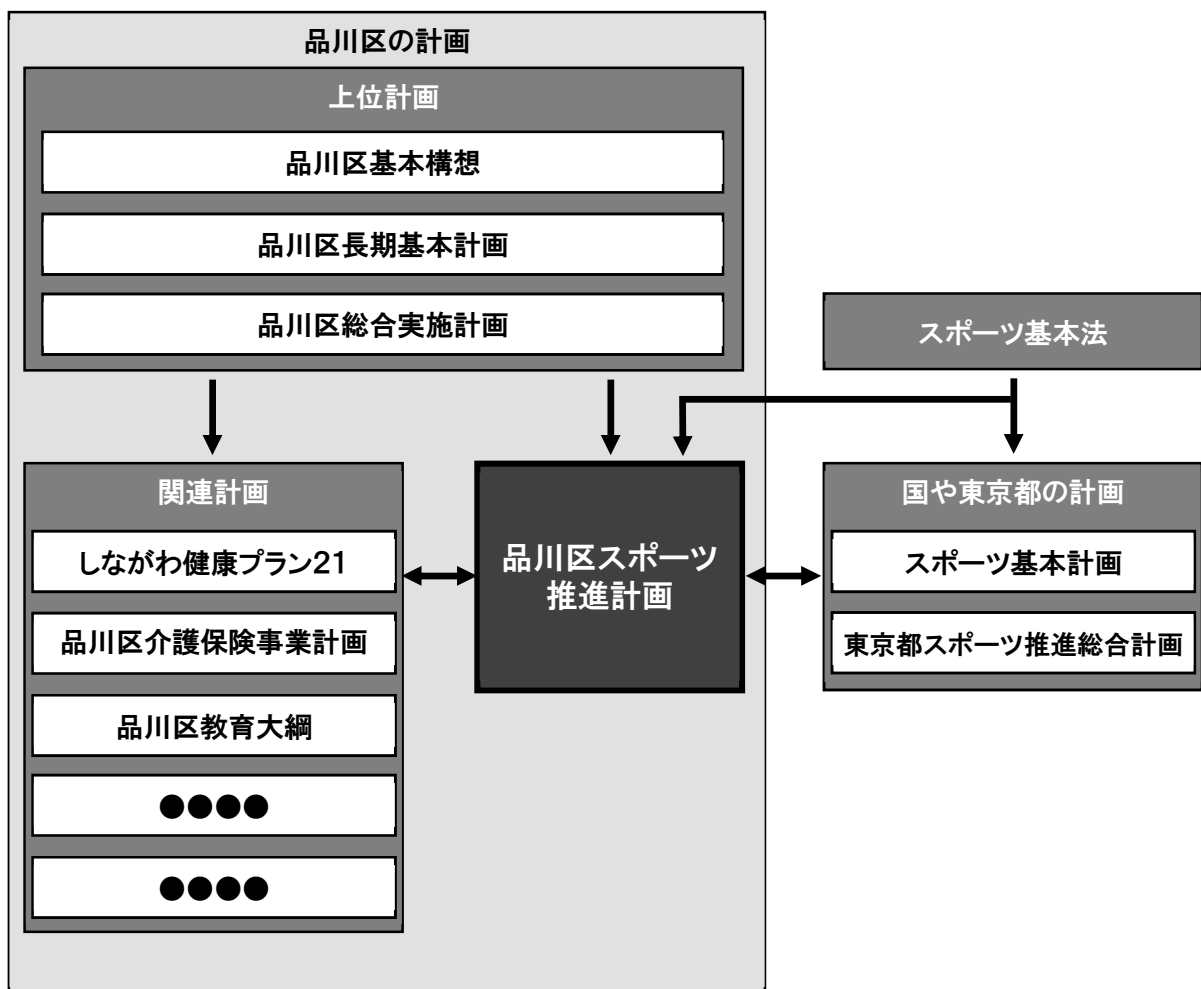 品川区の計画
上位計画
品川区基本構想
品川区長期基本計画
品川区総合実施計画
スポーツ基本法
関連計画
しながわ健康プラン21
品川区介護保険事業計画
品川区教育大綱
●●●●
●●●●
品川区スポーツ
推進計画
国や東京都の計画
スポーツ基本計画
東京都スポーツ推進総合計画